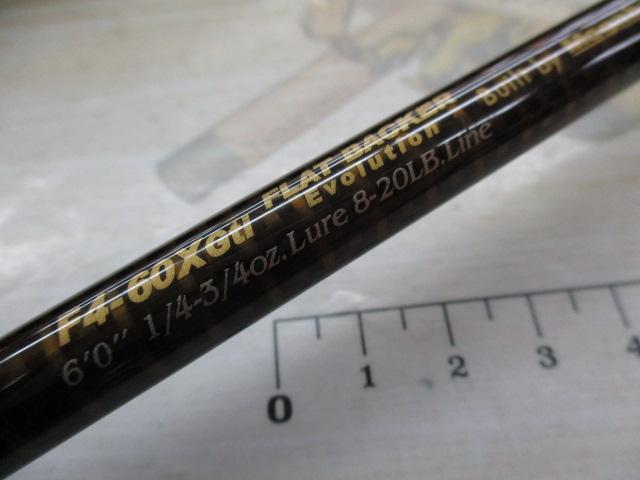 F4-60XGti FLAT BACKER Built by
Evolution
6'0" 1/4-3/4oz.Lure 8-20LB.Line
0 1 2 3 4